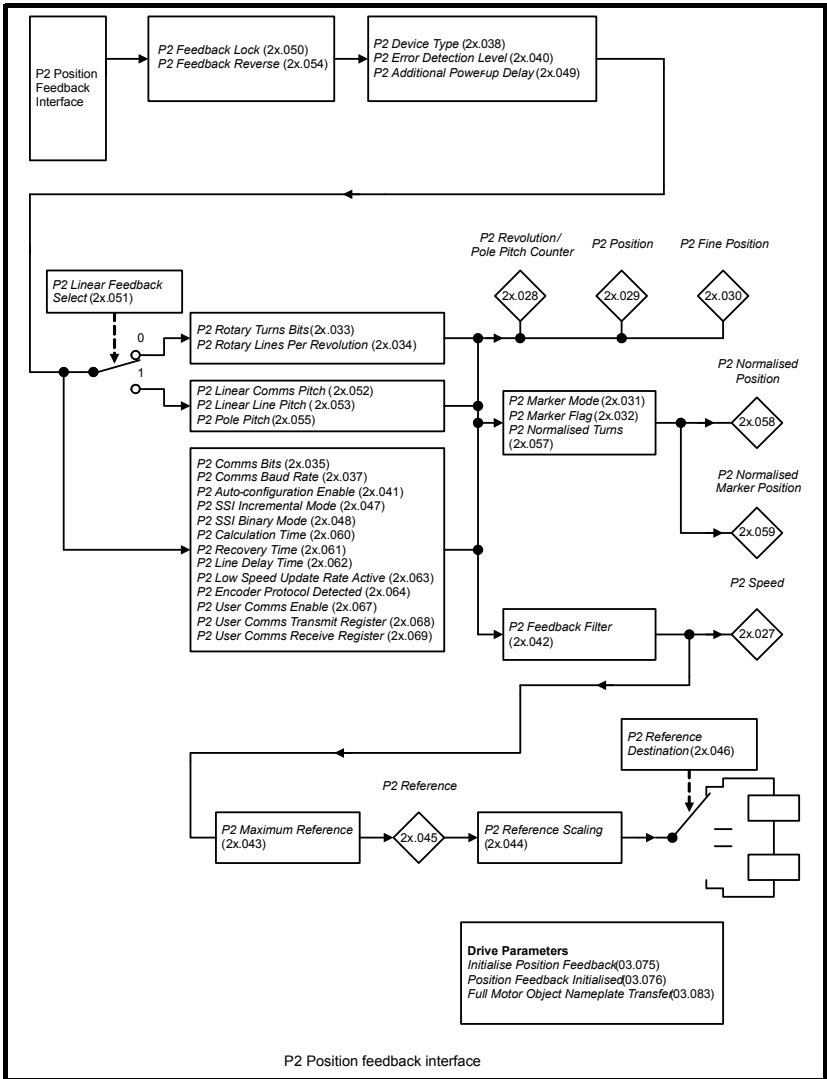 P2 Position
Feedback
Interface
P2 Feedback Lock (2x.050)
P2 Feedback Reverse (2x.054)
P2 Device Type (2x.038)
P2 Error Detection Level (2x.040)
P2 Additional Power-up Delay (2x.049)
P2 Revolution/
Pole Pitch Counter
P2 Position
P2 Fine Position
2x.028
2x.029
2x.030
P2 Linear Feedback
Select (2x.051)
0
1
P2 Rotary Turns Bits (2x.033)
P2 Rotary Lines Per Revolution (2x.034)
P2 Linear Comms Pitch (2x.052)
P2 Linear Line Pitch (2x.053)
P2 Pole Pitch (2x.055)
P2 Marker Mode (2x.031)
P2 Marker Flag (2x.032)
P2 Normalised Turns
(2x.057)
P2 Normalised
Position
2x.058
P2 Normalised
Marker Position
2x.059
P2 Comms Bits (2x.035)
P2 Comms Baud Rate (2x.037)
P2 Auto-configuration Enable (2x.041)
P2 SSI Incremental Mode (2x.047)
P2 SSI Binary Mode (2x.048)
P2 Calculation Time (2x.060)
P2 Recovery Time (2x.061)
P2 Line Delay Time (2x.062)
P2 Low Speed Update Rate Active (2x.063)
P2 Encoder Protocol Detected (2x.064)
P2 User Comms Enable (2x.067)
P2 User Comms Transmit Register (2x.068)
P2 User Comms Receive Register (2x.069)
P2 Feedback Filter
(2x.042)
P2 Speed
2x.027
P2 Reference
Destination (2x.046)
P2 Reference
P2 Maximum Reference
(2x.043)
2x.045
P2 Reference Scaling
(2x.044)
Drive Parameters
Initialise Position Feedback (03.075)
Position Feedback Initialised (03.076)
Full Motor Object Nameplate Transfer (03.083)
P2 Position feedback interface